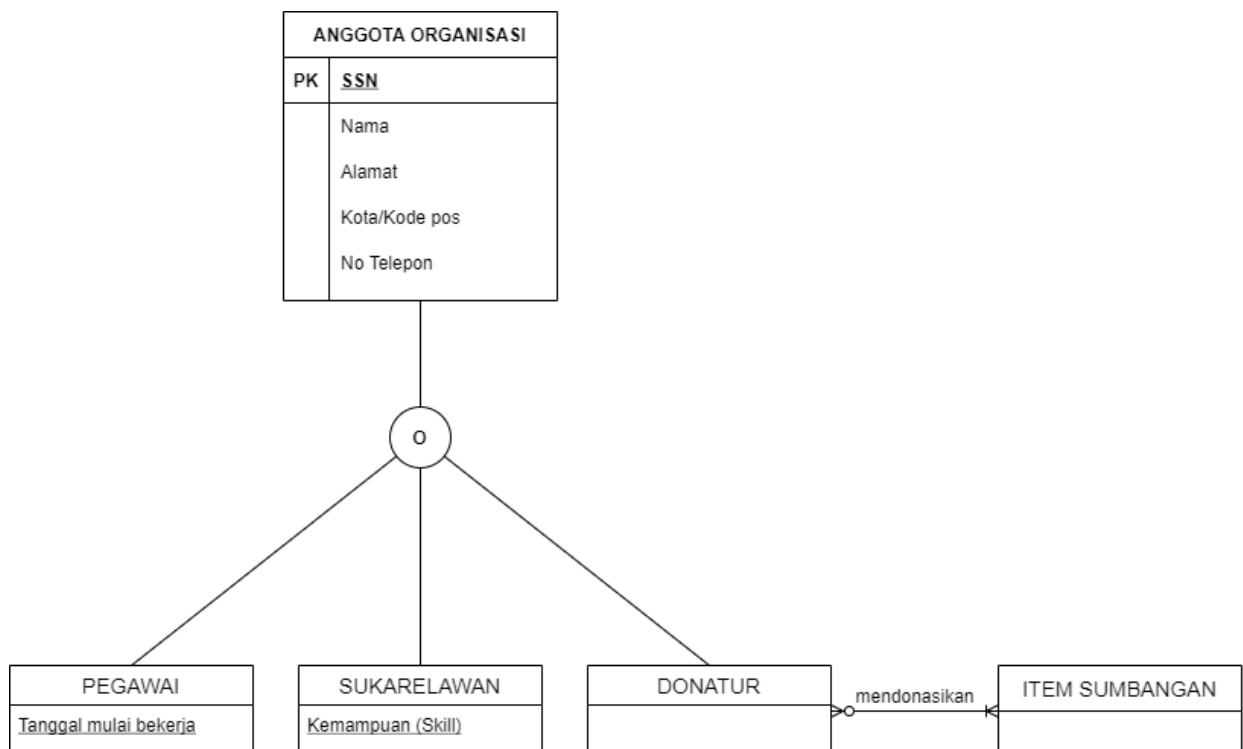 ANGGOTA ORGANISASI
PK SSN
Nama
Alamat
Kota/Kode pos
No Telepon
O
PEGAWAI
Tanggal mulai bekerja
SUKARELAWAN
Kemampuan (Skill)
DONATUR
mendonasikan
ITEM SUMBANGAN